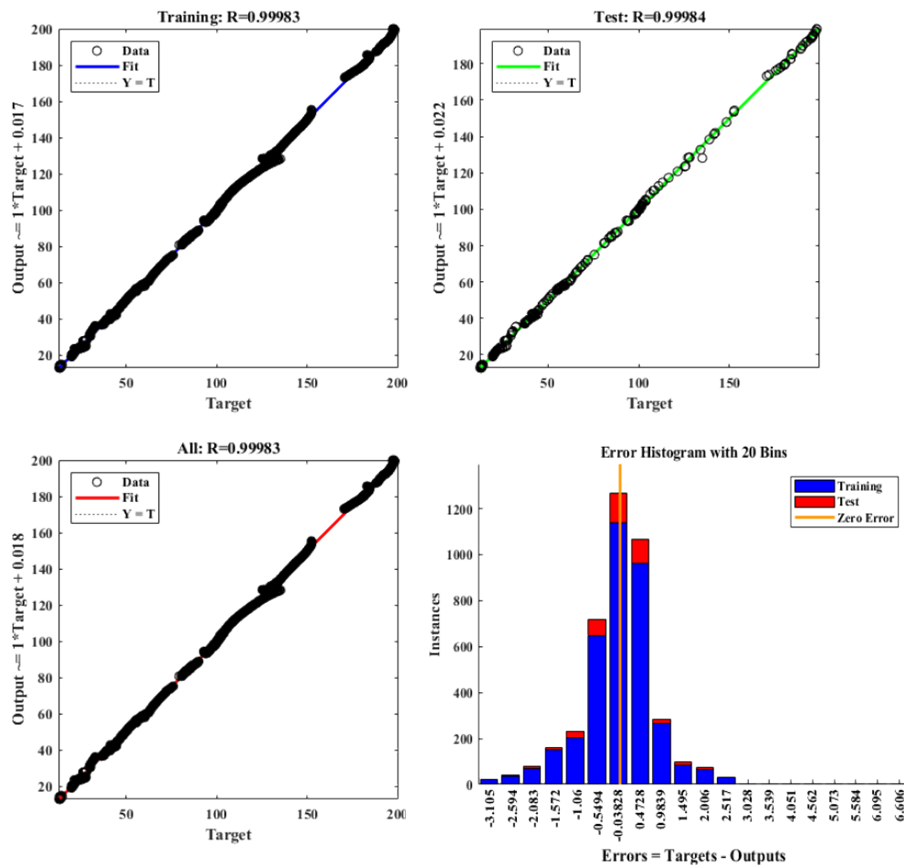 Training: R=0.99983
Data
Fit
Y = T
Output ~= 1*Target + 0.017
200
180
160
140
120
100
80
60
40
20
50
100
150
200
Target
Test: R=0.99984
Data
Fit
Y = T
Output ~= 1*Target + 0.022
200
180
160
140
120
100
80
60
40
20
50
100
150
Target
All: R=0.99983
Data
Fit
Y = T
Output ~= 1*Target + 0.018
200
180
160
140
120
100
80
60
40
20
50
100
150
200
Target
Error Histogram with 20 Bins
Training
Test
Zero Error
Instances
1200
1000
800
600
400
200
0
-3.105
-2.594
-2.083
-1.572
-1.06
-0.5494
-0.03828
0.4728
0.9839
1.495
2.006
2.517
3.028
3.539
4.051
4.562
5.073
5.584
6.095
6.606
Errors = Targets - Outputs